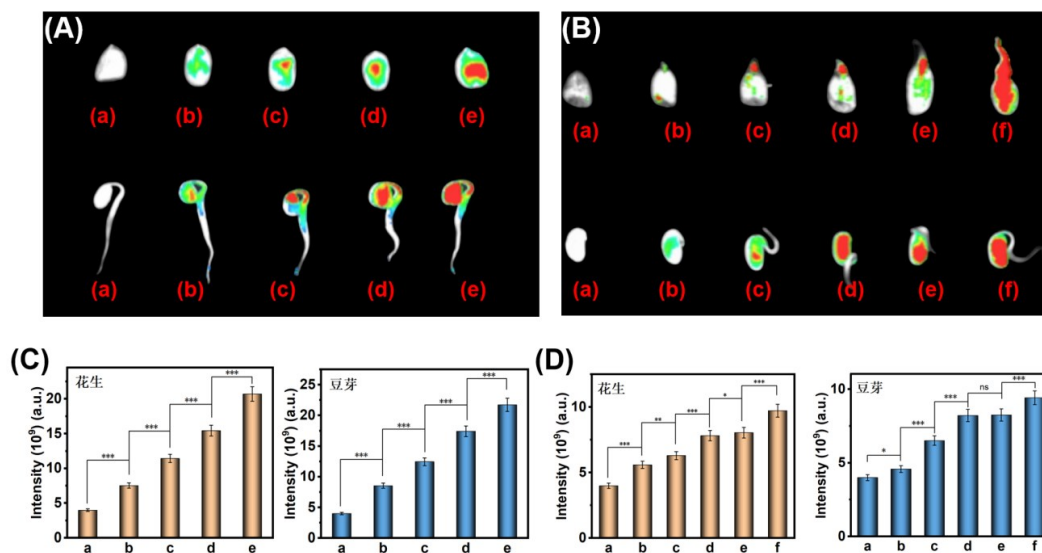 (A)
(a) (b) (c) (d) (e)
(a) (b) (c) (d) (e)
(B)
(a) (b) (c) (d) (e) (f)
(a) (b) (c) (d) (e) (f)
(C)
花生
Intensity (10⁹) (a.u.)
20
15
10
5
0
*** *** *** ***
a b c d e
豆芽
Intensity (10⁹) (a.u.)
25
20
15
10
5
0
*** *** *** ***
a b c d e
(D)
花生
Intensity (10⁹) (a.u.)
10
5
0
*** ** *** * ***
a b c d e f
豆芽
Intensity (10⁹) (a.u.)
10
5
0
* *** *** ns ***
a b c d e f